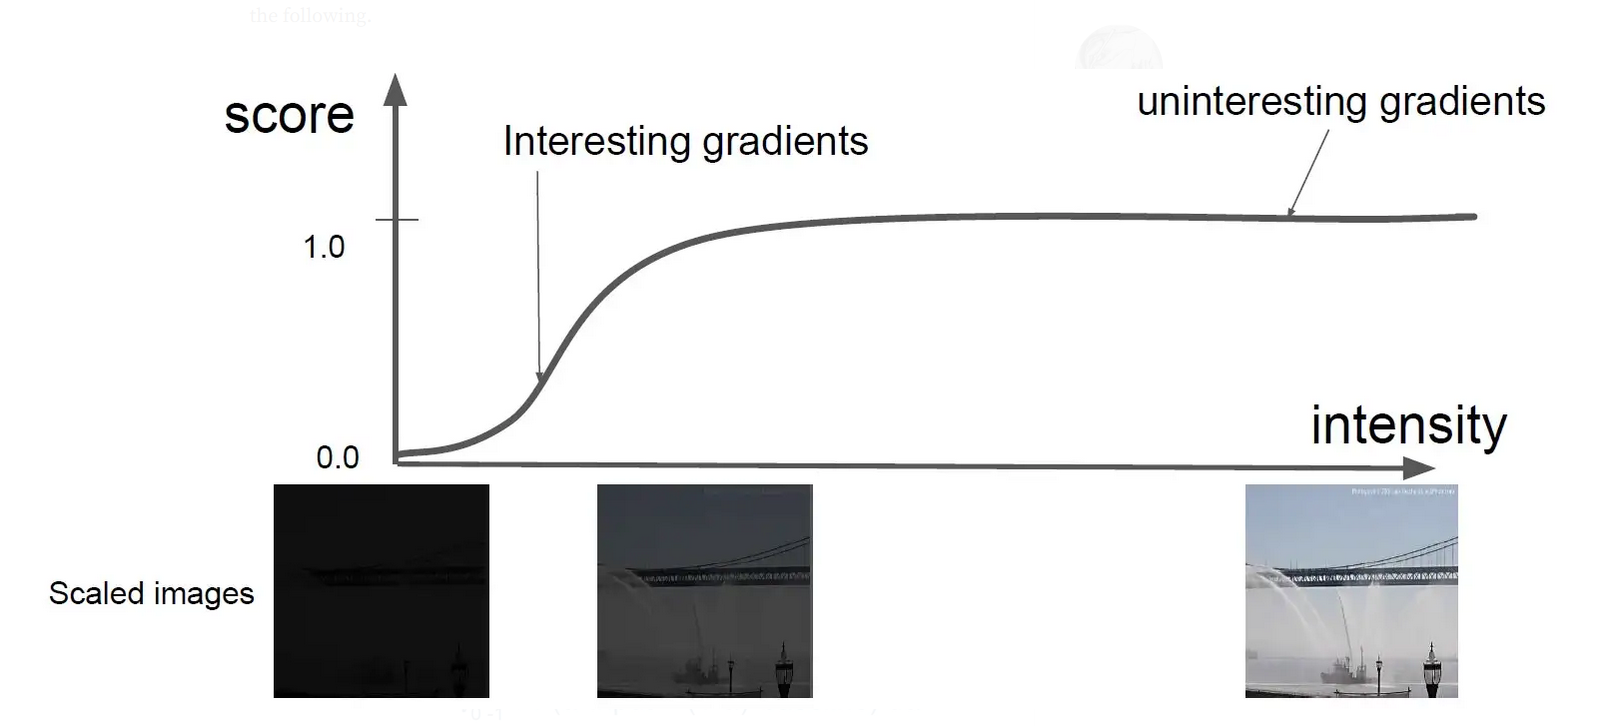 the following.
score
Interesting gradients
uninteresting gradients
1.0
intensity
0.0
Scaled images